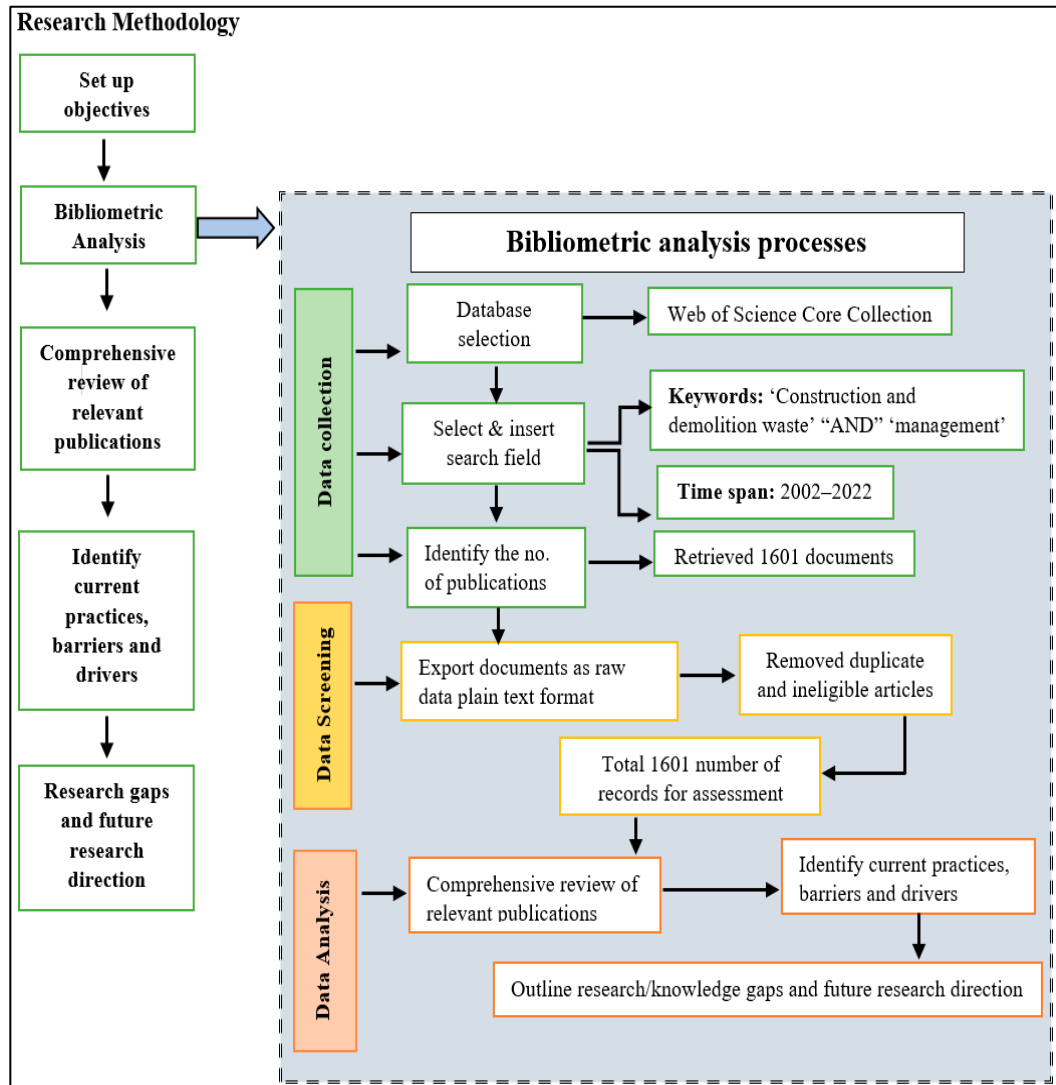 Research Methodology
Set up
objectives
Bibliometric
Analysis
Comprehensive
review of
relevant
publications
Identify
current
practices,
barriers and
drivers
Research gaps
and future
research
direction
Bibliometric analysis processes
Data collection
Database
selection
Web of Science Core Collection
Select & insert
search field
Keywords: ‘Construction and
demolition waste’ “AND” ‘management’
Time span: 2002–2022
Identify the no.
of publications
Retrieved 1601 documents
Data Screening
Export documents as raw
data plain text format
Removed duplicate
and ineligible articles
Total 1601 number of
records for assessment
Data Analysis
Comprehensive review of
relevant publications
Identify current practices,
barriers and drivers
Outline research/knowledge gaps and future research direction